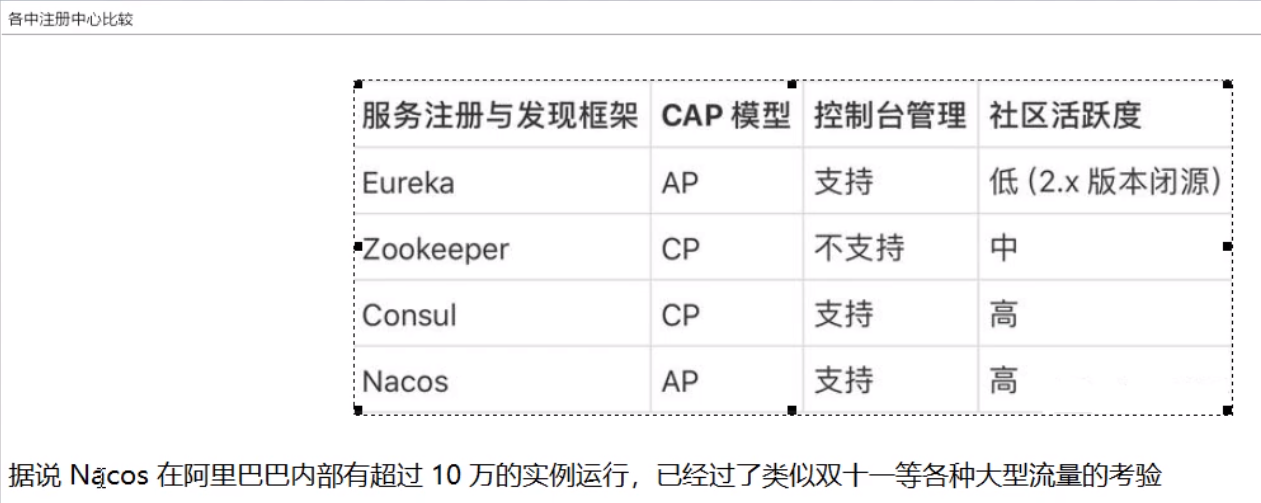 各中注册中心比较
服务注册与发现框架 CAP 模型 控制台管理 社区活跃度
Eureka AP 支持 低 (2.x 版本闭源)
Zookeeper CP 不支持 中
Consul CP 支持 高
Nacos AP 支持 高
据说 Nacos 在阿里巴巴内部有超过 10 万的实例运行，已经过了类似双十一等各种大型流量的考验